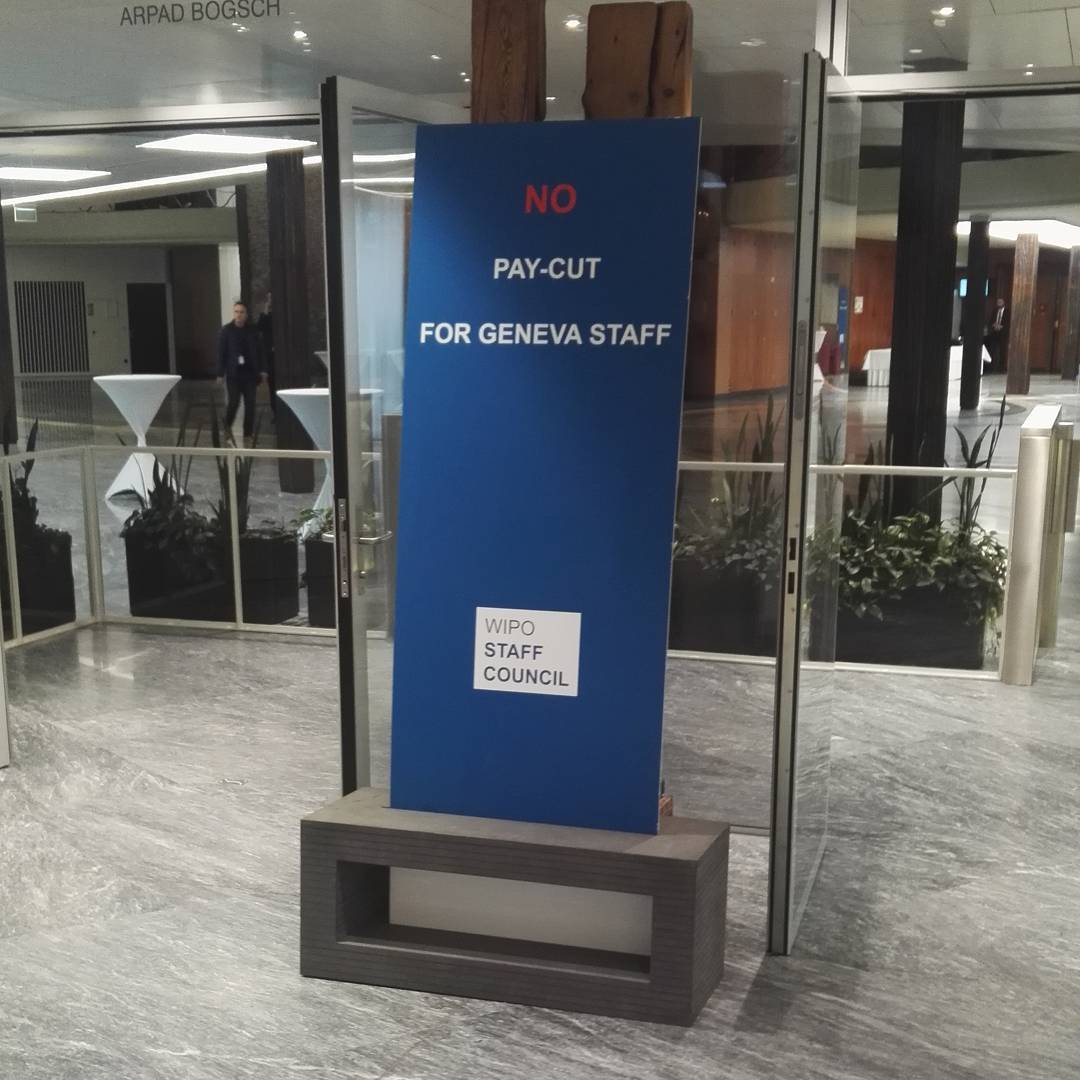 ARPAD BOGSCH
NO
PAY-CUT
FOR GENEVA STAFF
WIPO
STAFF
COUNCIL